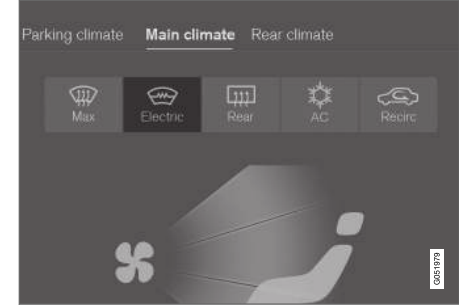 Parking climate Main climate Rear climate
Max Electric Rear AC Recirc
G051979